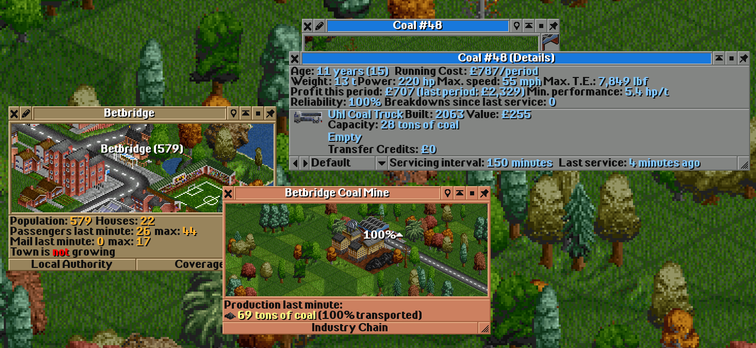 Coal #48
Coal #48 (Details)
Age: 11 years (15) Running Cost: £787/period
Weight: 13 t Power: 220 hp Max. speed: 55 mph Max. T.E.: 7,849 lbf
Profit this period: £707 (last period: £2,329) Min. performance: 5.4 hp/t
Reliability: 100% Breakdowns since last service: 0
Uhl Coal Truck Built: 2063 Value: £255
Capacity: 28 tons of coal
Empty
Transfer Credits: £0
Default
Servicing interval: 150 minutes Last service: 4 minutes ago
Betbridge
Betbridge (579)
Population: 579 Houses: 22
Passengers last minute: 26 max: 44
Mail last minute: 0 max: 17
Town is not growing
Local Authority
Coverage
Betbridge Coal Mine
100%
Production last minute:
69 tons of coal (100% transported)
Industry Chain